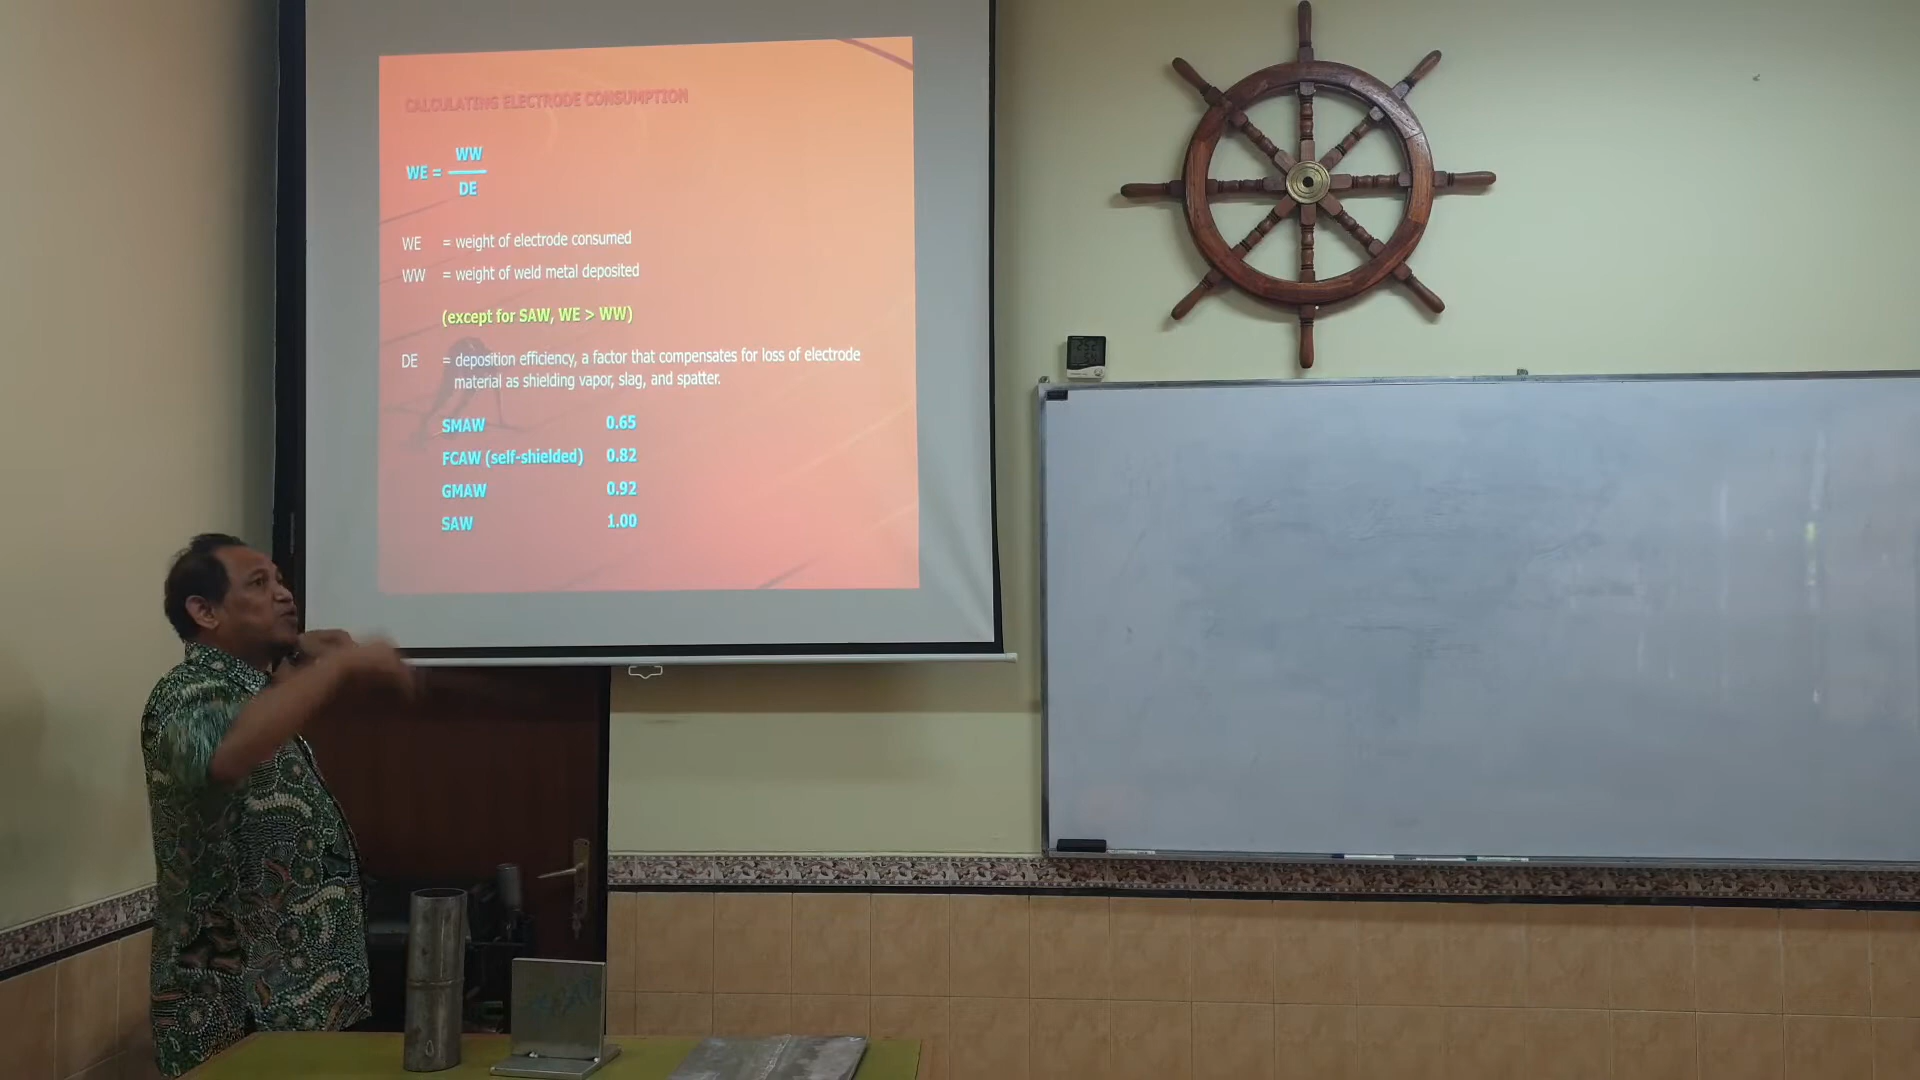 CALCULATING ELECTRODE CONSUMPTION
WE = WW
DE
WE = weight of electrode consumed
WW = weight of weld metal deposited
(except for SAW, WE > WW)
DE = deposition efficiency, a factor that compensates for loss of electrode
material as shielding vapor, slag, and spatter.
SMAW 0.65
FCAW (self-shielded) 0.82
GMAW 0.92
SAW 1.00